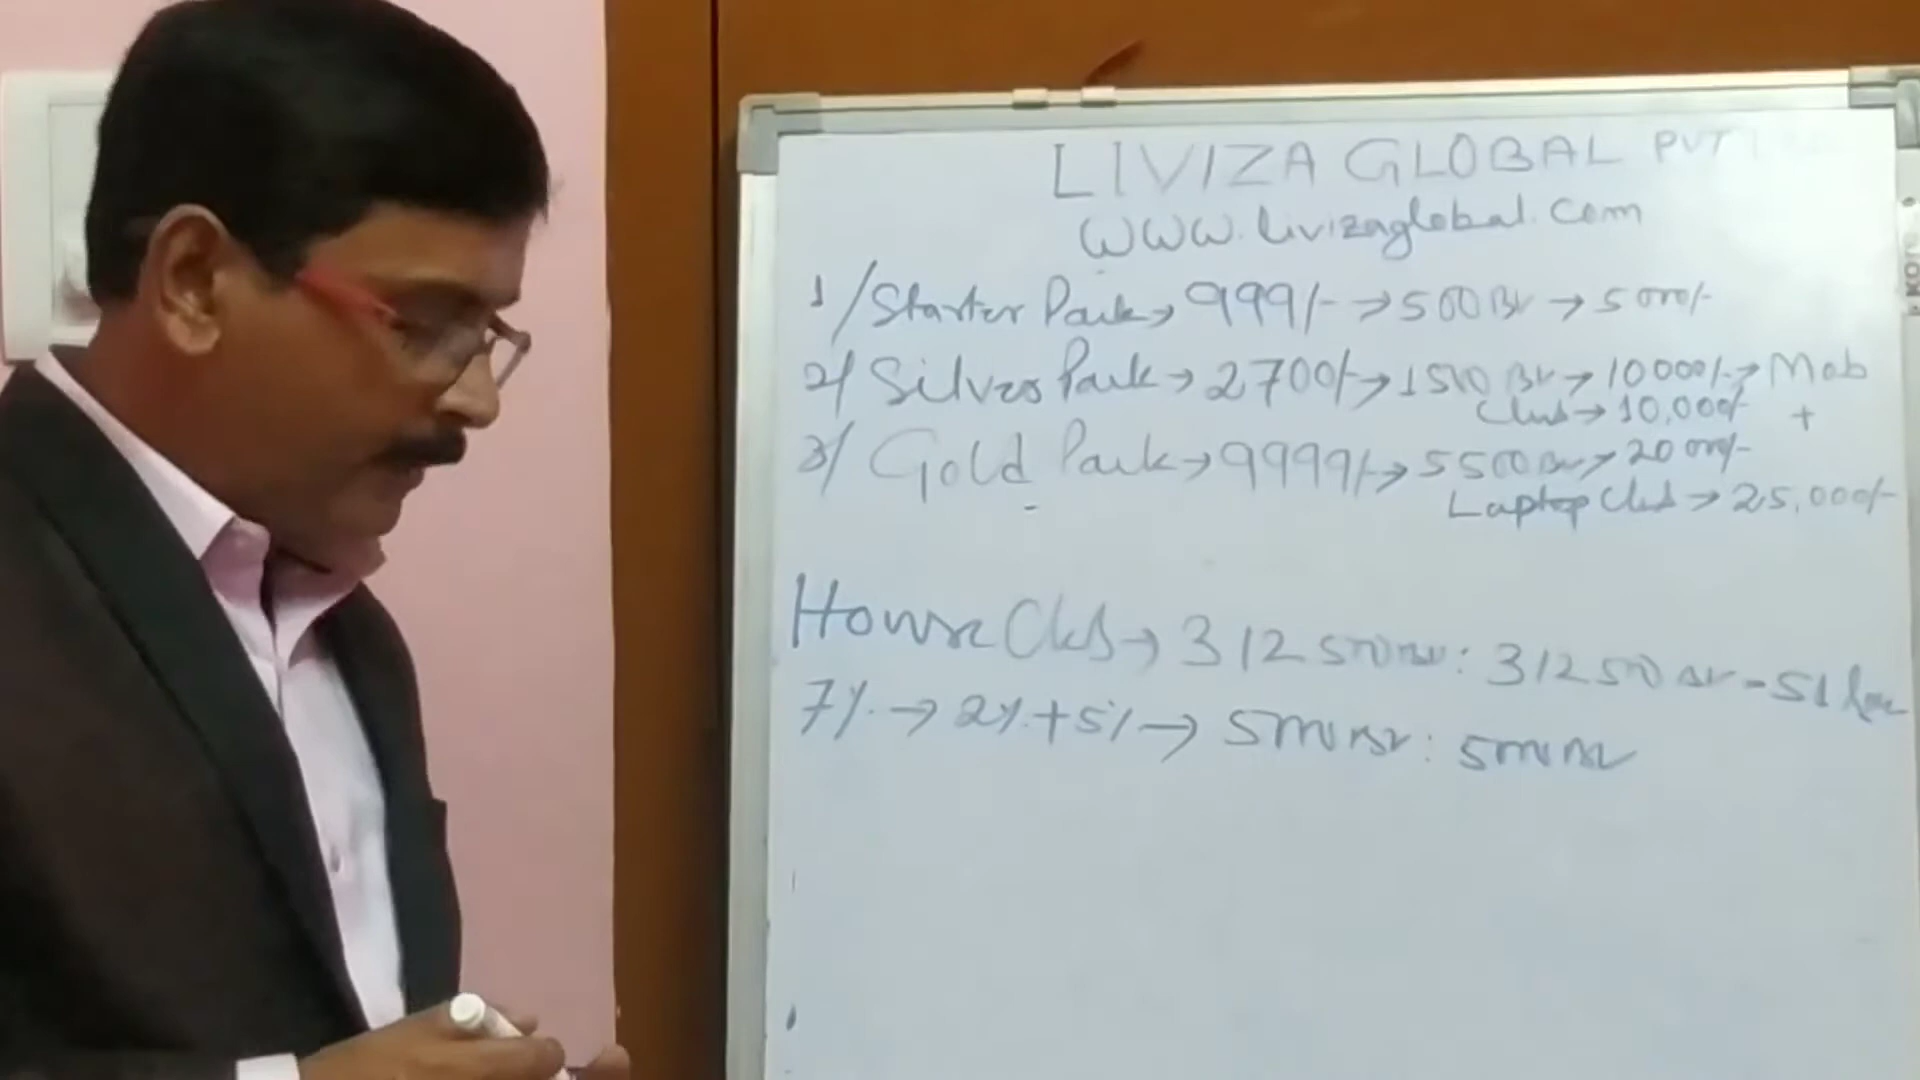 LIVIZA GLOBAL PVT
www.livizaglobal.com
1/ Starter Pack → 999/- → 500 BV → 5000/-
2/ Silver Pack → 2700/- → 1500 BV → 10000/- → Mob
Club → 10,000/- +
3/ Gold Pack → 9999/- → 5500 BV → 20000/-
Laptop Club → 25,000/-
House Club → 312500 BV : 312500 BV - 51
7% → 2% + 5% → 5000 BV : 5000 BV